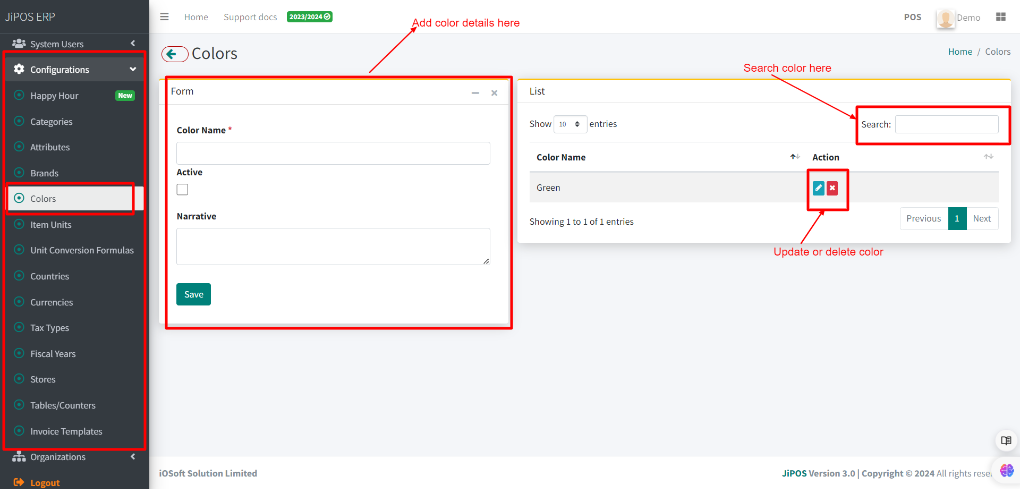 JiPOS ERP
Home Support docs 2023/2024
POS Demo
Add color details here
System Users
Configurations
Happy Hour New
Categories
Attributes
Brands
Colors
Item Units
Unit Conversion Formulas
Countries
Currencies
Tax Types
Fiscal Years
Stores
Tables/Counters
Invoice Templates
Organizations
Logout
Colors
Home / Colors
Form
Color Name *
Active
Narrative
Save
Search color here
List
Show 10 entries
Search:
Color Name Action
Green
Showing 1 to 1 of 1 entries
Previous 1 Next
Update or delete color
iOSoft Solution Limited
JiPOS Version 3.0 | Copyright © 2024 All rights